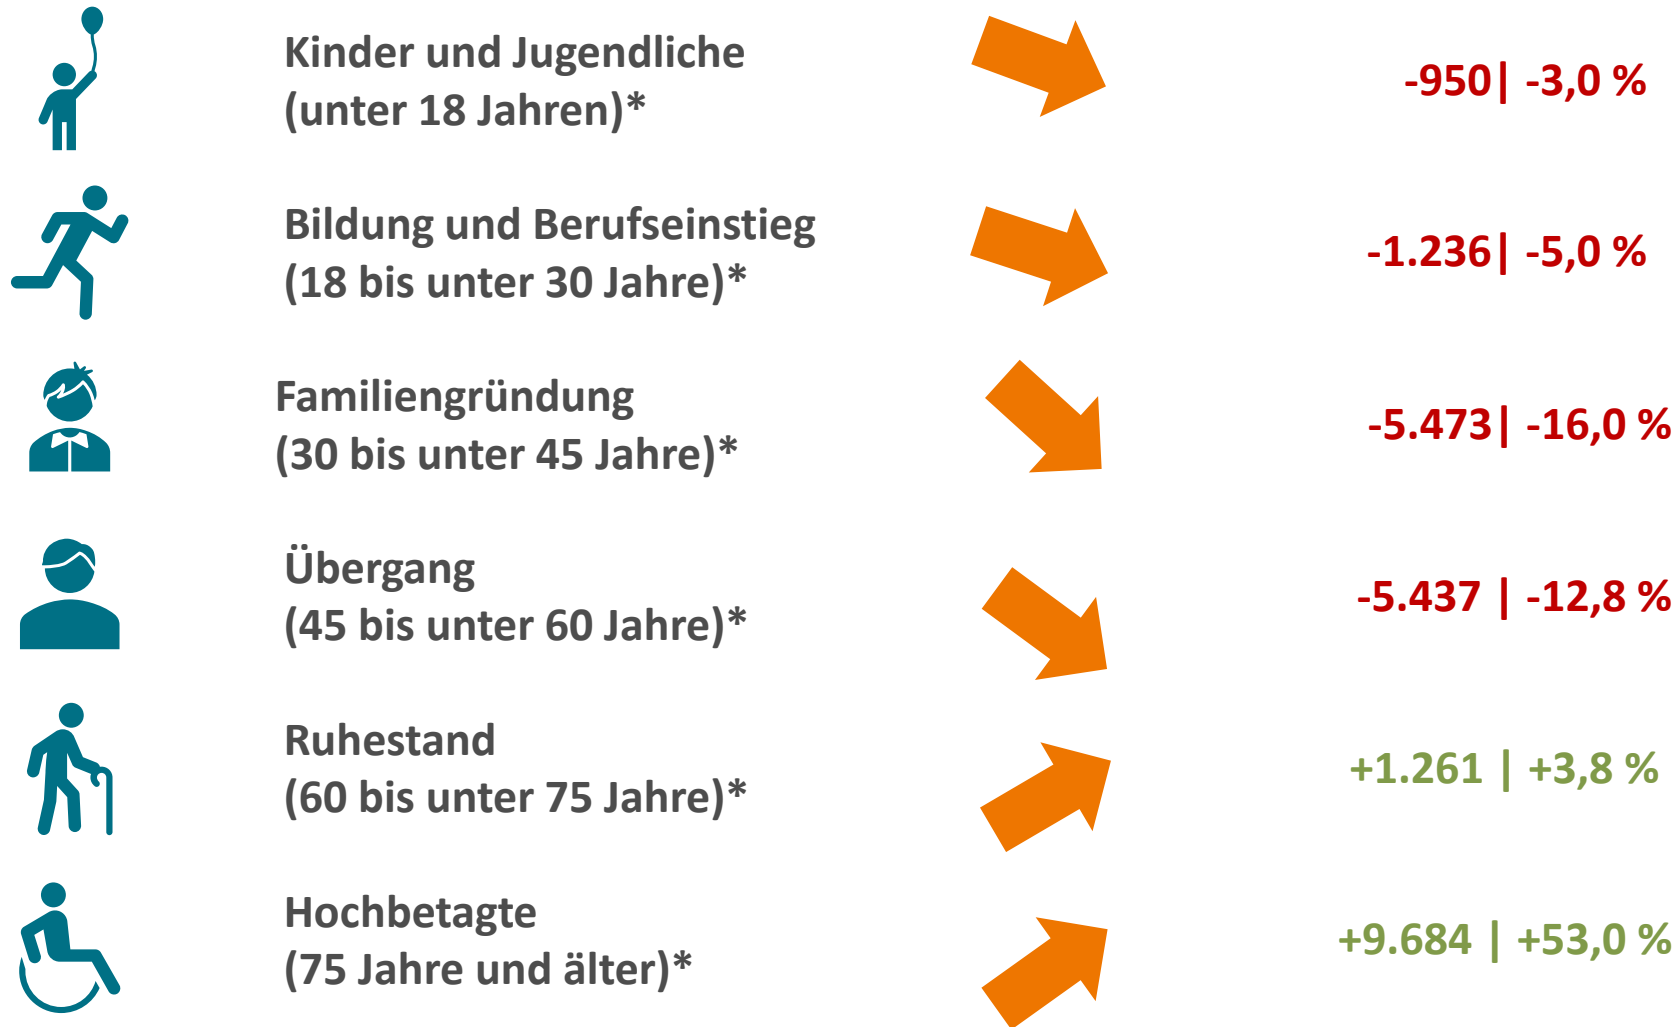 Kinder und Jugendliche
(unter 18 Jahren)*
-950| -3,0 %
Bildung und Berufseinstieg
(18 bis unter 30 Jahre)*
-1.236| -5,0 %
Familiengründung
(30 bis unter 45 Jahre)*
-5.473| -16,0 %
Übergang
(45 bis unter 60 Jahre)*
-5.437 | -12,8 %
Ruhestand
(60 bis unter 75 Jahre)*
+1.261 | +3,8 %
Hochbetagte
(75 Jahre und älter)*
+9.684 | +53,0 %